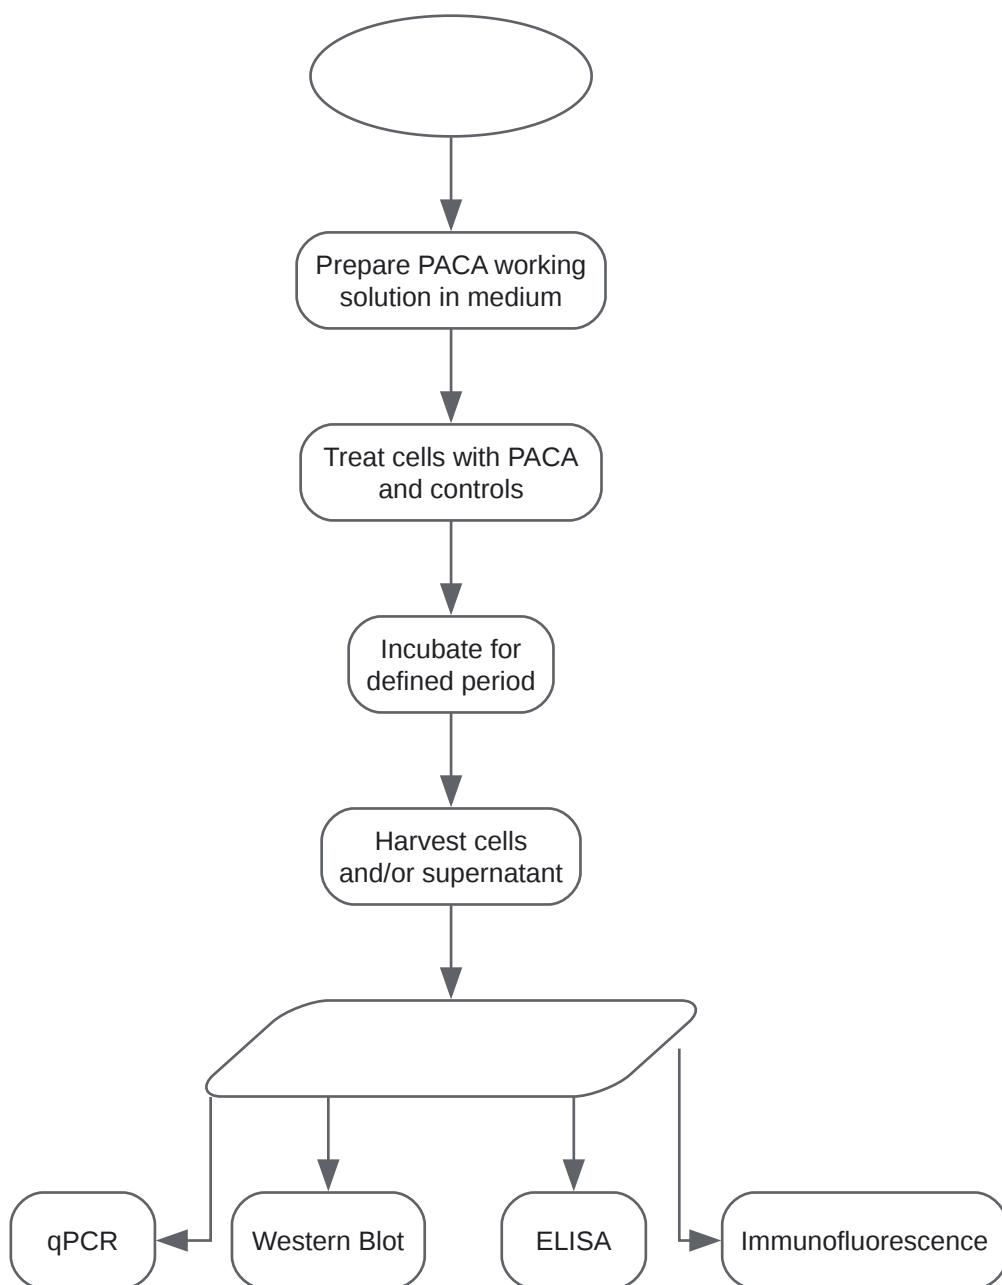 Prepare PACA working
solution in medium
Treat cells with PACA
and controls
Incubate for
defined period
Harvest cells
and/or supernatant
qPCR
Western Blot
ELISA
Immunofluorescence